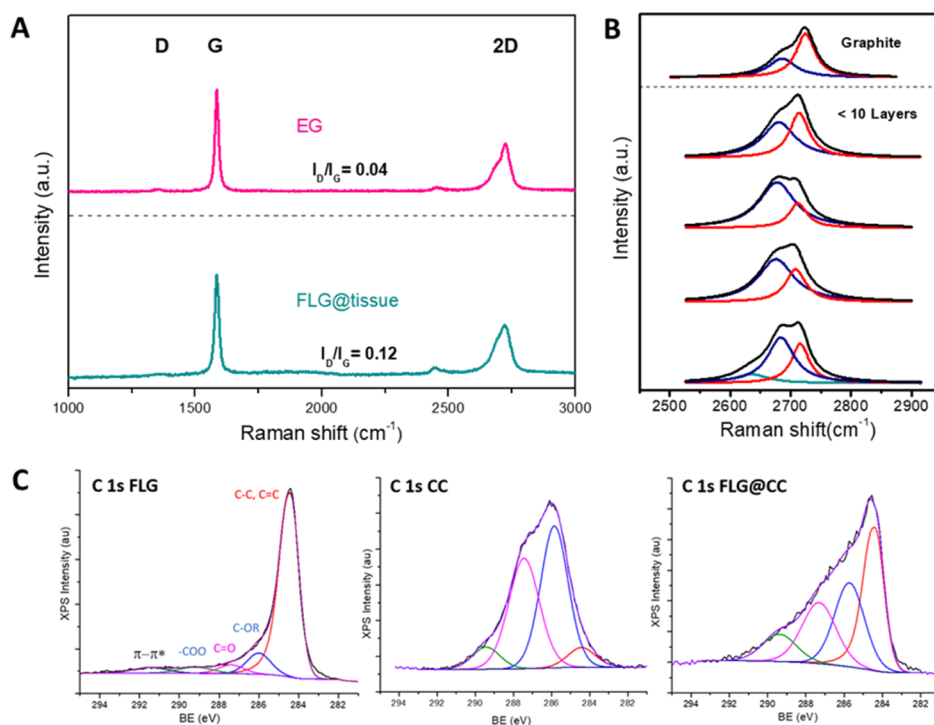 A
D G 2D
EG
I_D/I_G= 0.04
FLG@tissue
I_D/I_G= 0.12
Intensity (a.u.)
1000 1500 2000 2500 3000
Raman shift (cm⁻¹)
B
Graphite
< 10 Layers
Intensity (a.u.)
2500 2600 2700 2800 2900
Raman shift(cm⁻¹)
C
C 1s FLG
C-C, C=C
C-OR
C=O
-COO
π–π*
XPS Intensity (au)
294 292 290 288 286 284 282
BE (eV)
C 1s CC
XPS Intensity (au)
294 292 290 288 286 284 282
BE (eV)
C 1s FLG@CC
XPS Intensity (au)
294 292 290 288 286 284 282
BE (eV)